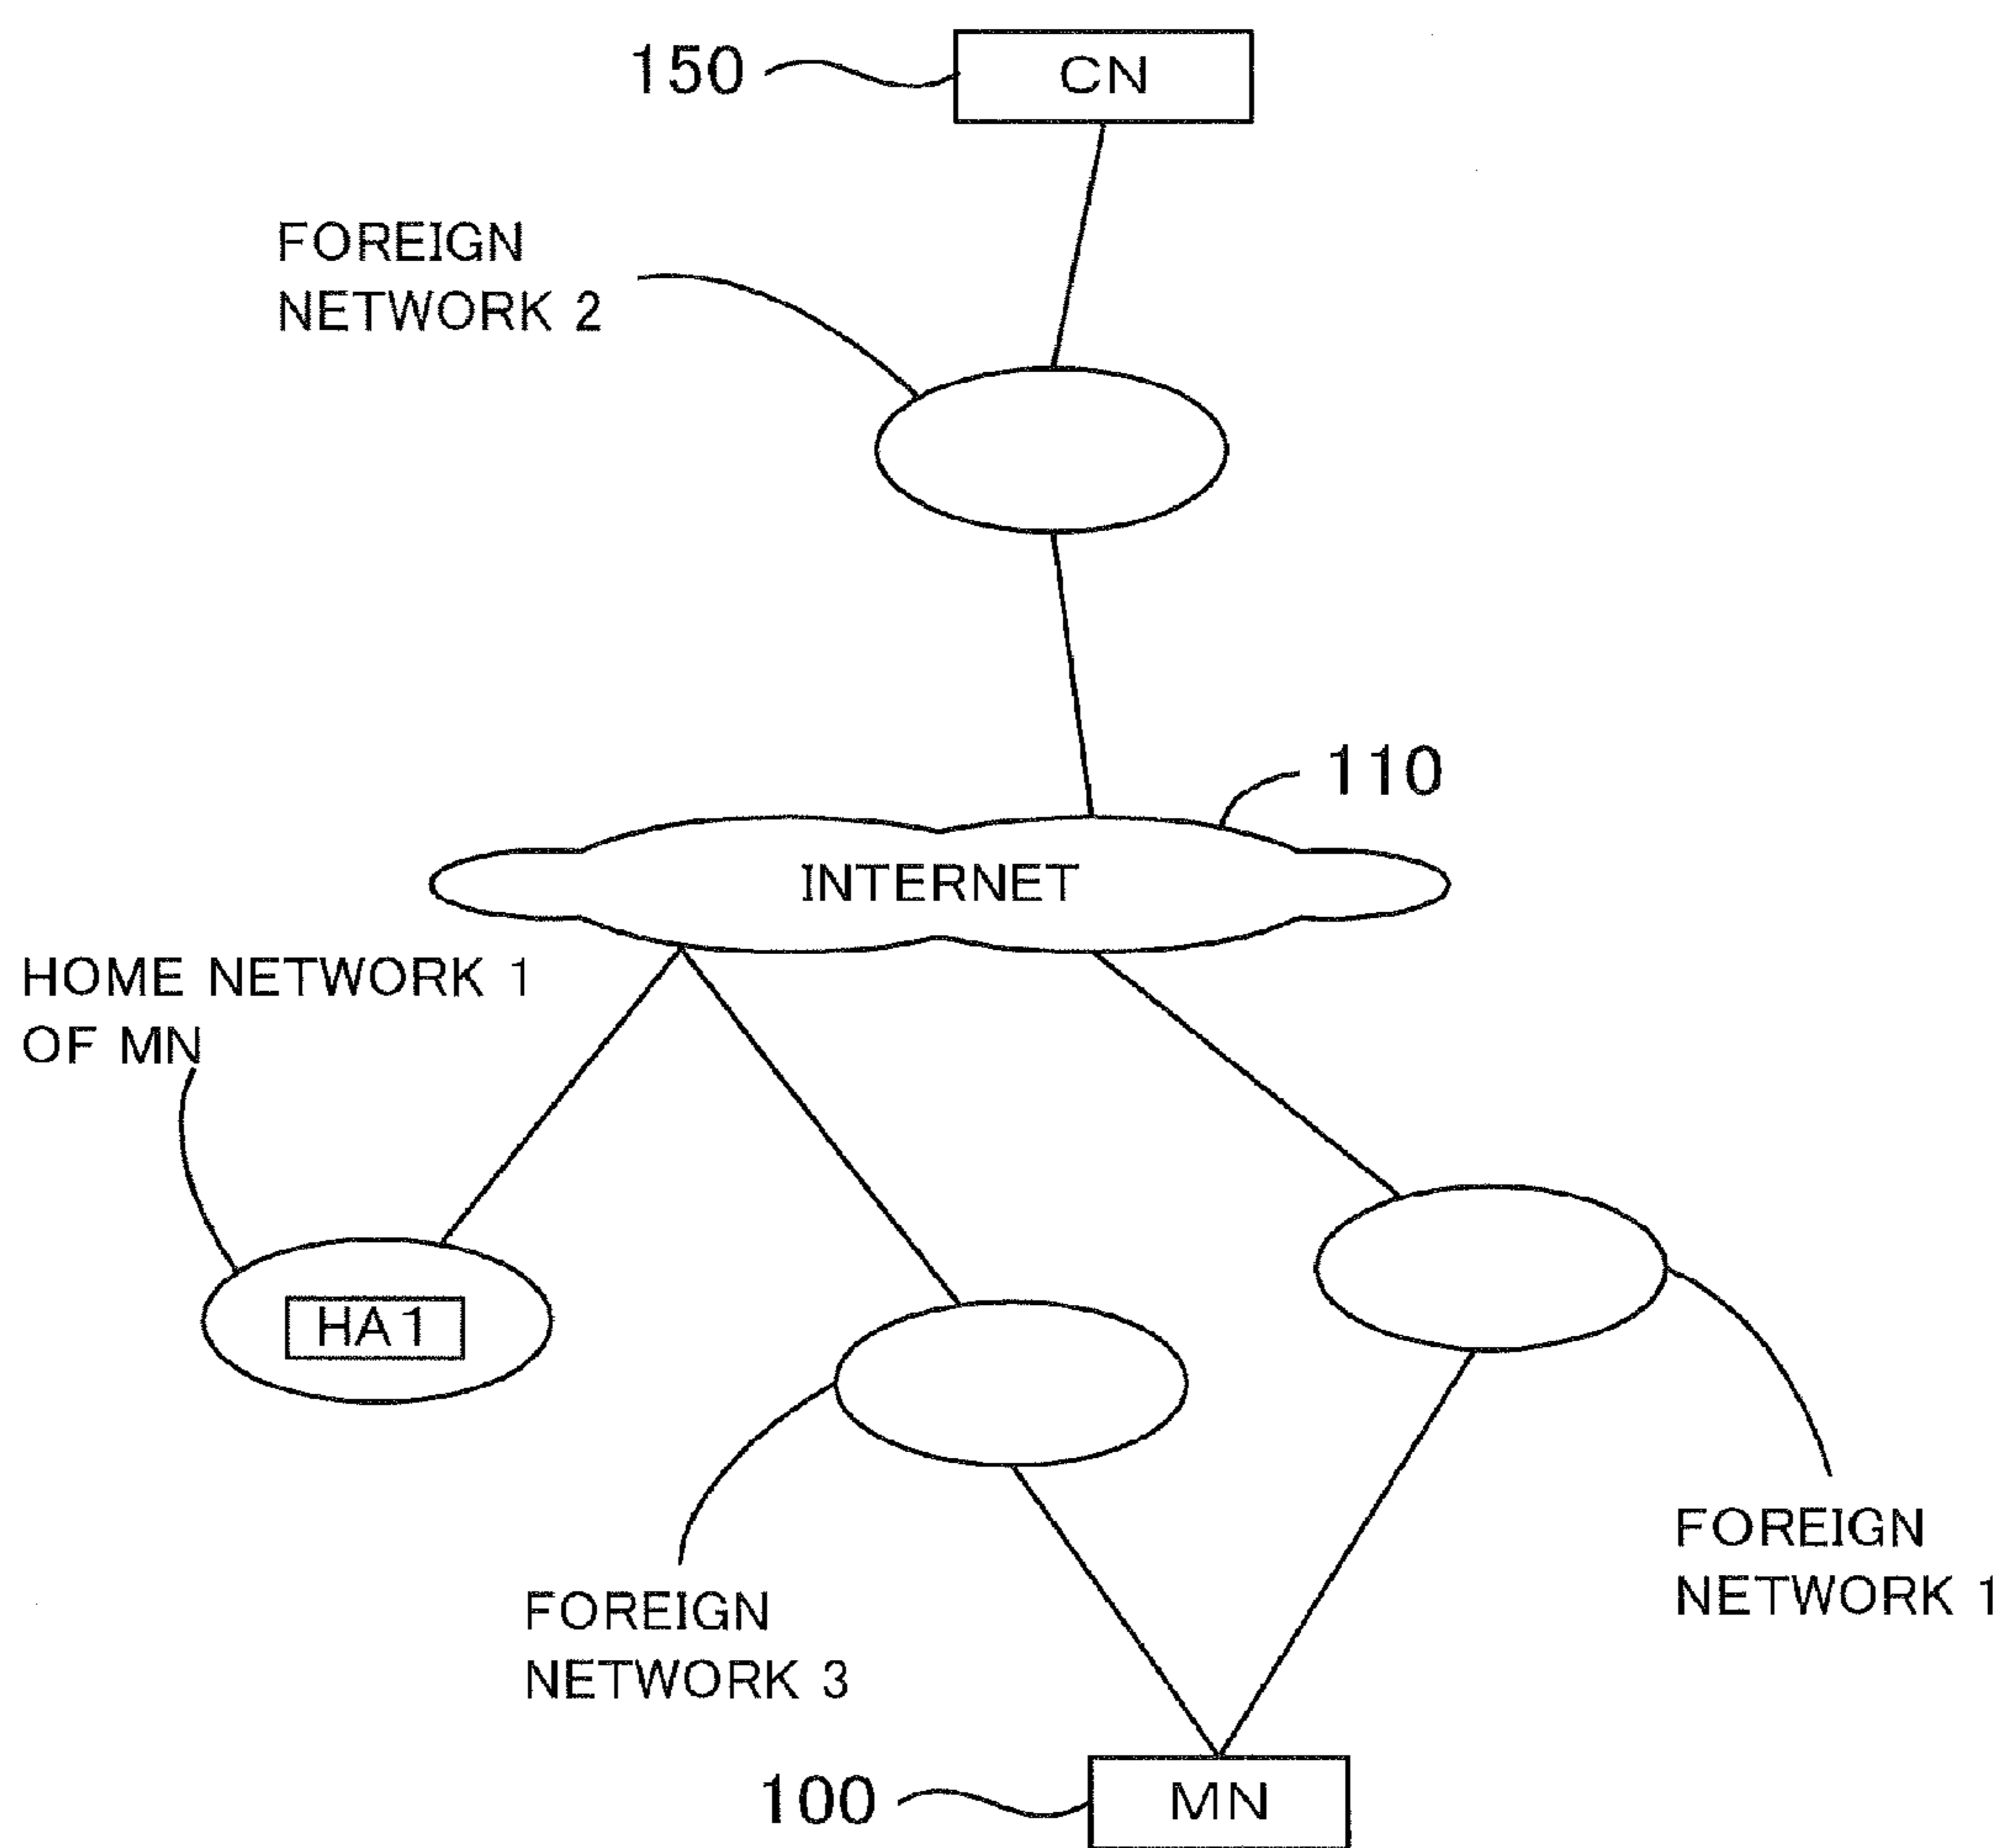 150
CN
FOREIGN
NETWORK 2
110
INTERNET
HOME NETWORK 1
OF MN
HA1
FOREIGN
NETWORK 1
FOREIGN
NETWORK 3
100
MN